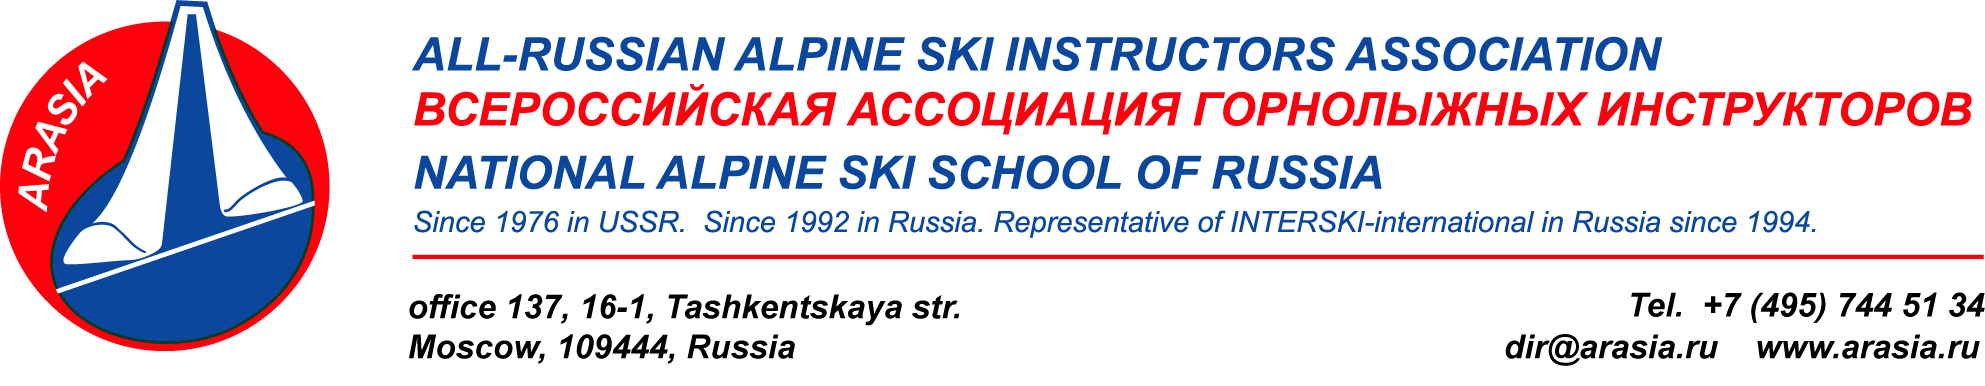 ARASIA
ALL-RUSSIAN ALPINE SKI INSTRUCTORS ASSOCIATION
ВСЕРОССИЙСКАЯ АССОЦИАЦИЯ ГОРНОЛЫЖНЫХ ИНСТРУКТОРОВ
NATIONAL ALPINE SKI SCHOOL OF RUSSIA
Since 1976 in USSR.  Since 1992 in Russia. Representative of INTERSKI-international in Russia since 1994.
office 137, 16-1, Tashkentskaya str.
Moscow, 109444, Russia
Tel.  +7 (495) 744 51 34
dir@arasia.ru    www.arasia.ru